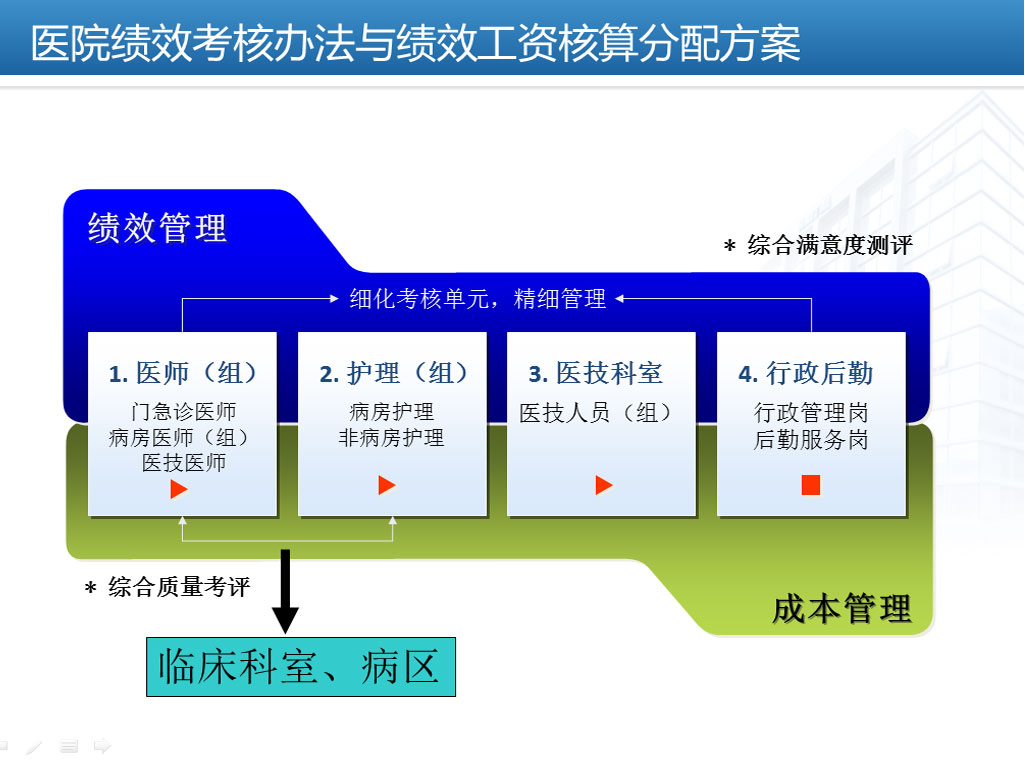 医院绩效考核办法与绩效工资核算分配方案
绩效管理
* 综合满意度测评
细化考核单元，精细管理
1. 医师（组）
门急诊医师
病房医师（组）
医技医师
2. 护理（组）
病房护理
非病房护理
3. 医技科室
医技人员（组）
4. 行政后勤
行政管理岗
后勤服务岗
* 综合质量考评
成本管理
临床科室、病区